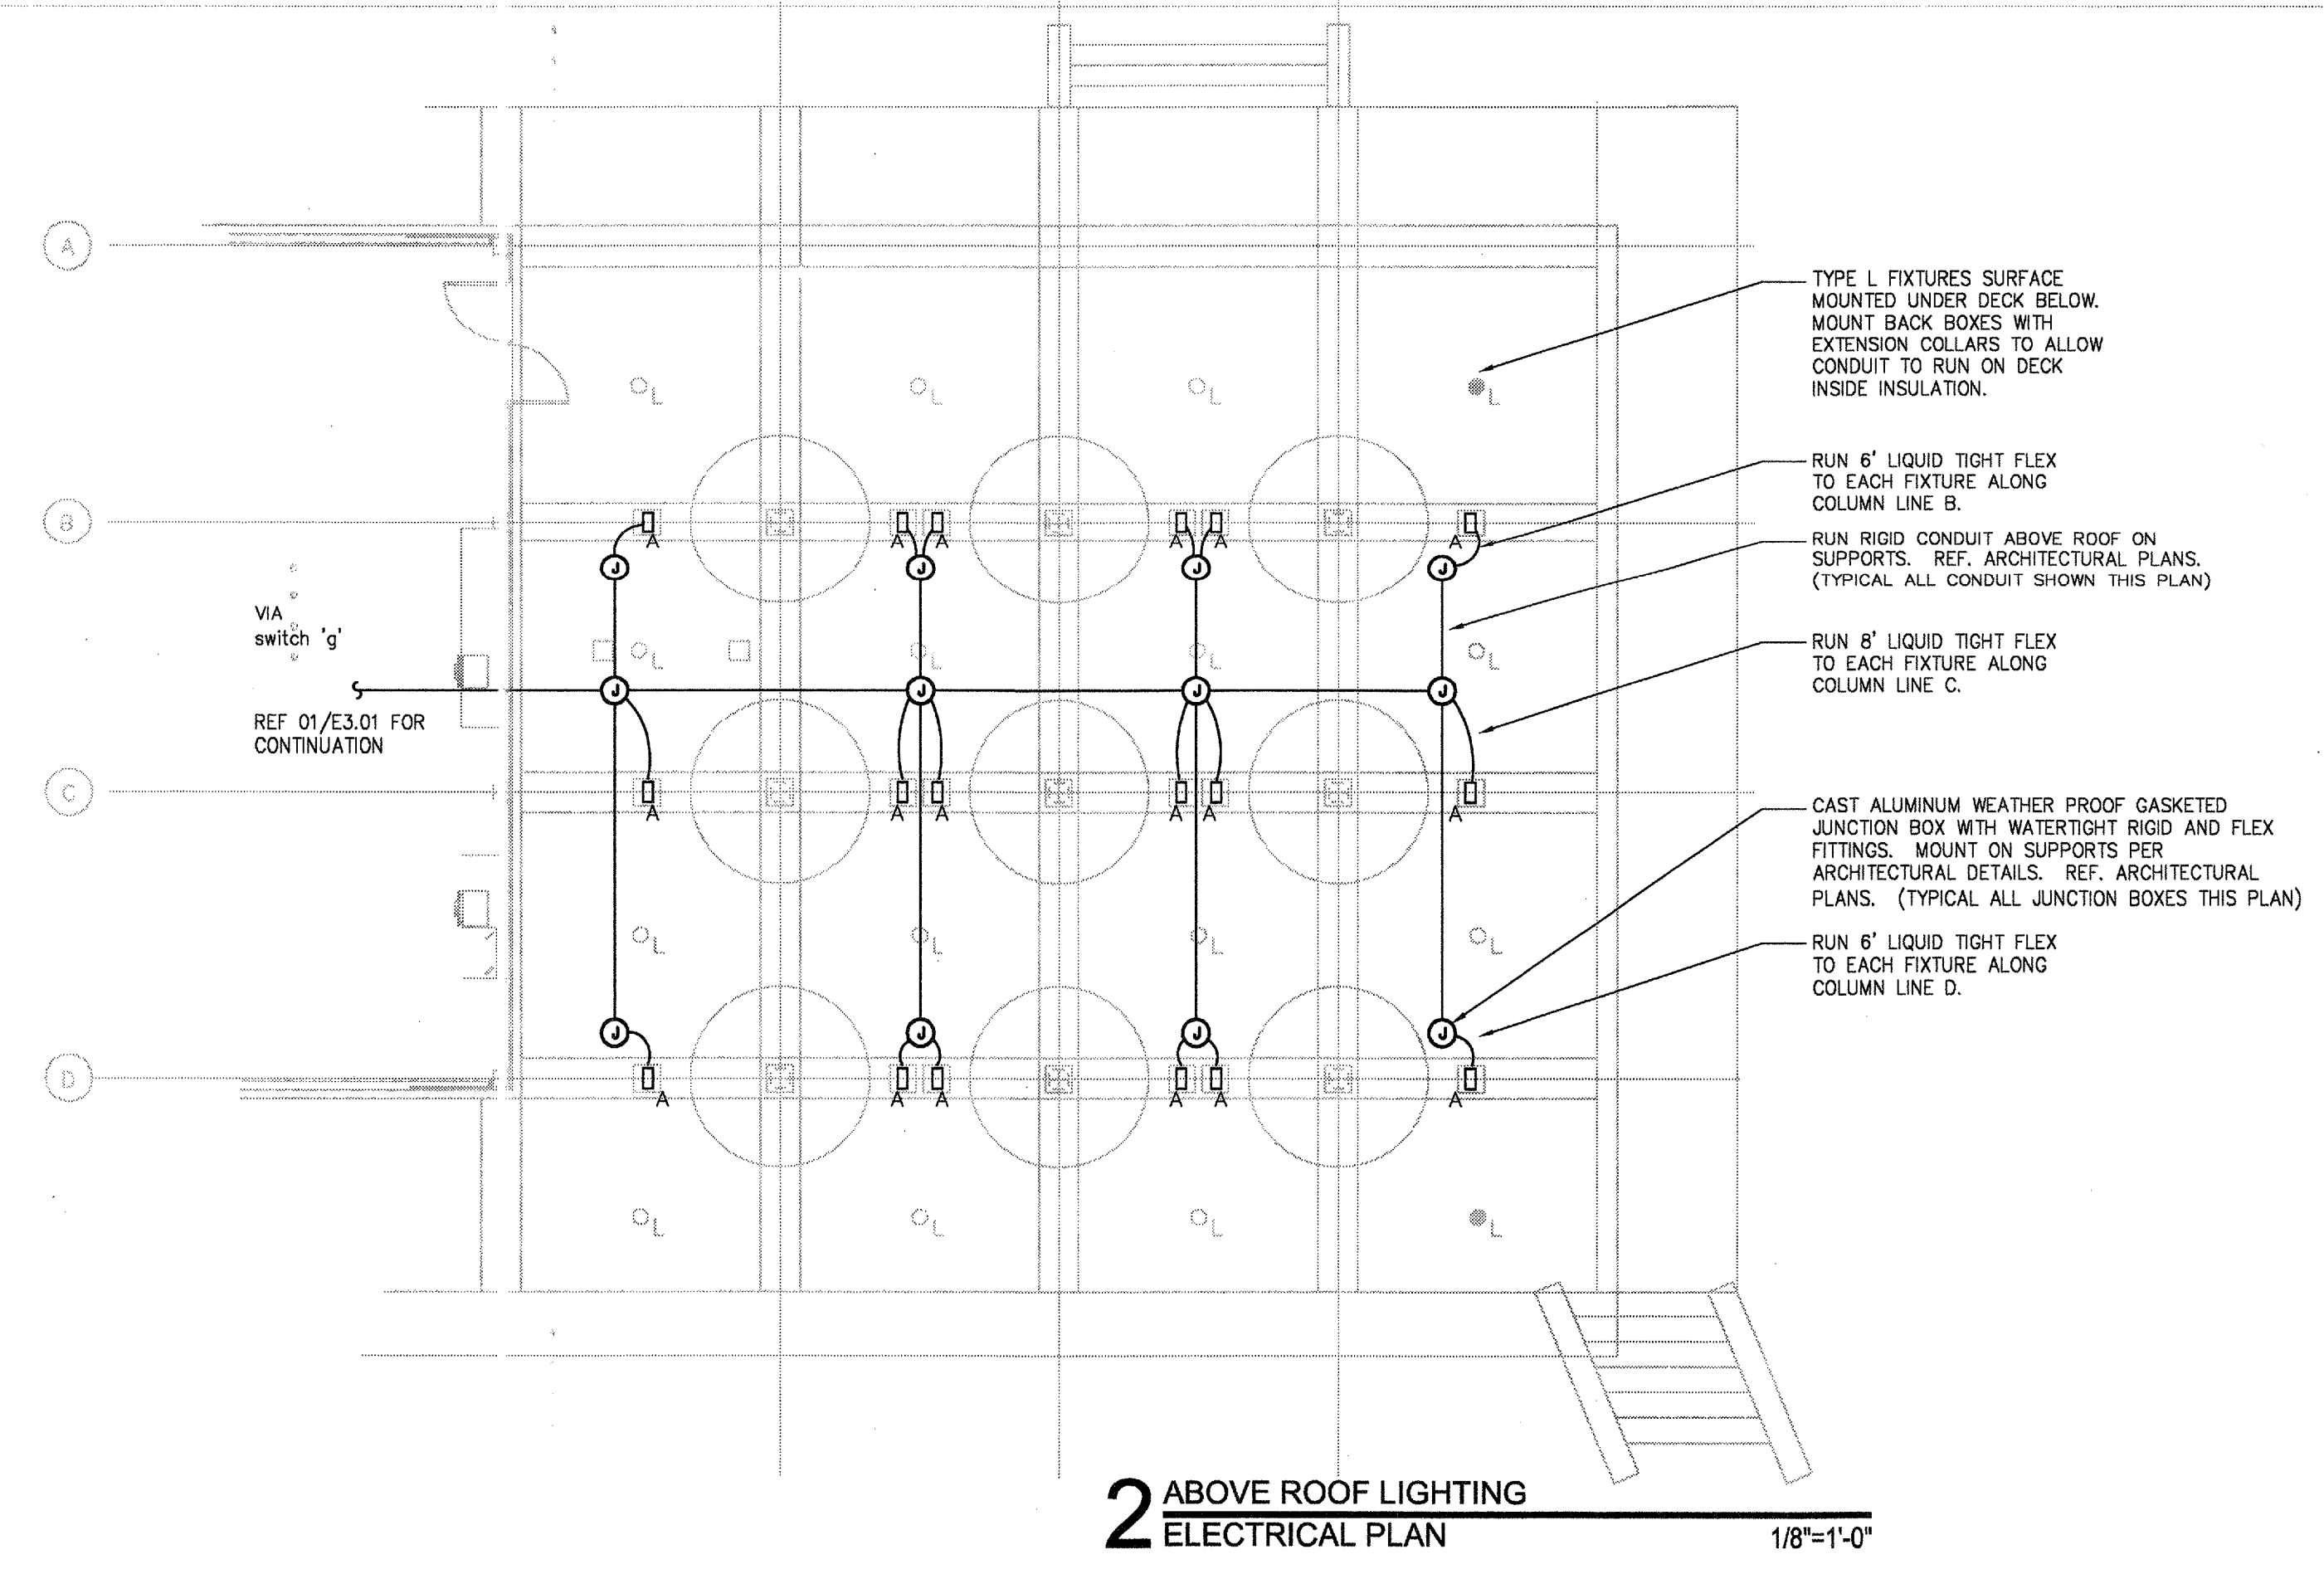 A
TYPE L FIXTURES SURFACE
MOUNTED UNDER DECK BELOW.
MOUNT BACK BOXES WITH
EXTENSION COLLARS TO ALLOW
CONDUIT TO RUN ON DECK
INSIDE INSULATION.
L L L L
RUN 6' LIQUID TIGHT FLEX
TO EACH FIXTURE ALONG
COLUMN LINE B.
B
A A A A A A
RUN RIGID CONDUIT ABOVE ROOF ON
SUPPORTS. REF. ARCHITECTURAL PLANS.
(TYPICAL ALL CONDUIT SHOWN THIS PLAN)
J J J J
VIA
switch 'g'
L L L L
RUN 8' LIQUID TIGHT FLEX
TO EACH FIXTURE ALONG
COLUMN LINE C.
J J J J
REF 01/E3.01 FOR
CONTINUATION
C
A A A A A A
CAST ALUMINUM WEATHER PROOF GASKETED
JUNCTION BOX WITH WATERTIGHT RIGID AND FLEX
FITTINGS. MOUNT ON SUPPORTS PER
ARCHITECTURAL DETAILS. REF. ARCHITECTURAL
PLANS. (TYPICAL ALL JUNCTION BOXES THIS PLAN)
L L L L
RUN 6' LIQUID TIGHT FLEX
TO EACH FIXTURE ALONG
COLUMN LINE D.
J J J J
D
A A A A A A
L L L L
2 ABOVE ROOF LIGHTING
ELECTRICAL PLAN
1/8"=1'-0"